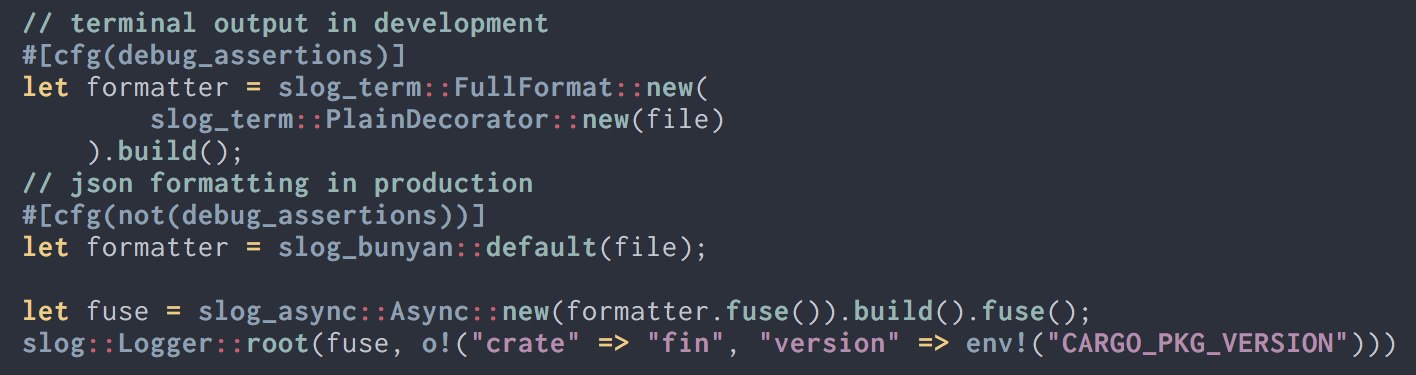 // terminal output in development
#[cfg(debug_assertions)]
let formatter = slog_term::FullFormat::new(
        slog_term::PlainDecorator::new(file)
    ).build();
// json formatting in production
#[cfg(not(debug_assertions))]
let formatter = slog_bunyan::default(file);

let fuse = slog_async::Async::new(formatter.fuse()).build().fuse();
slog::Logger::root(fuse, o!("crate" => "fin", "version" => env!("CARGO_PKG_VERSION")))